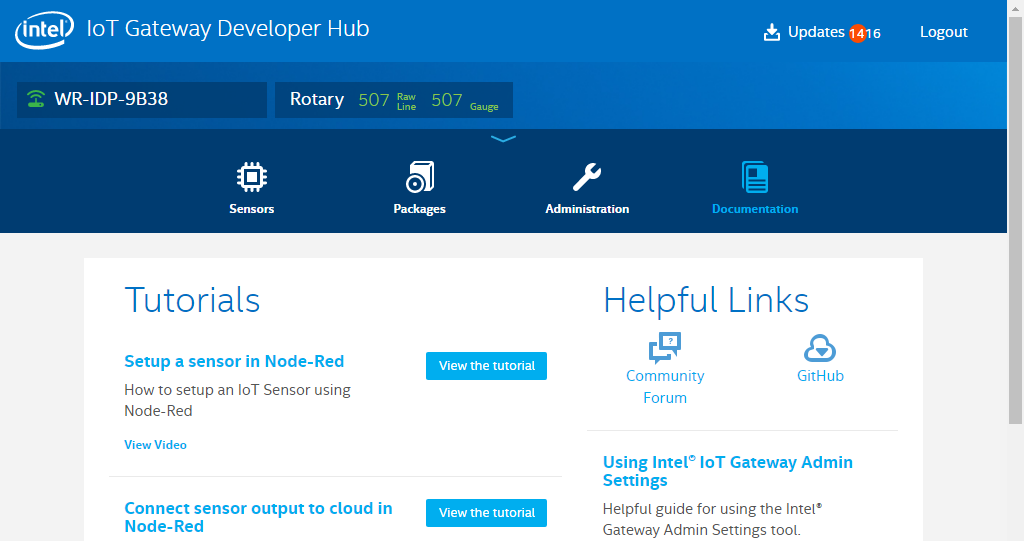 intel IoT Gateway Developer Hub
Updates 1416
Logout
WR-IDP-9B38
Rotary 507 Raw Line 507 Gauge
Sensors
Packages
Administration
Documentation
Tutorials
Setup a sensor in Node-Red
View the tutorial
How to setup an IoT Sensor using
Node-Red
View Video
Connect sensor output to cloud in
Node-Red
View the tutorial
Helpful Links
?
Community
Forum
GitHub
Using Intel® IoT Gateway Admin
Settings
Helpful guide for using the Intel®
Gateway Admin Settings tool.